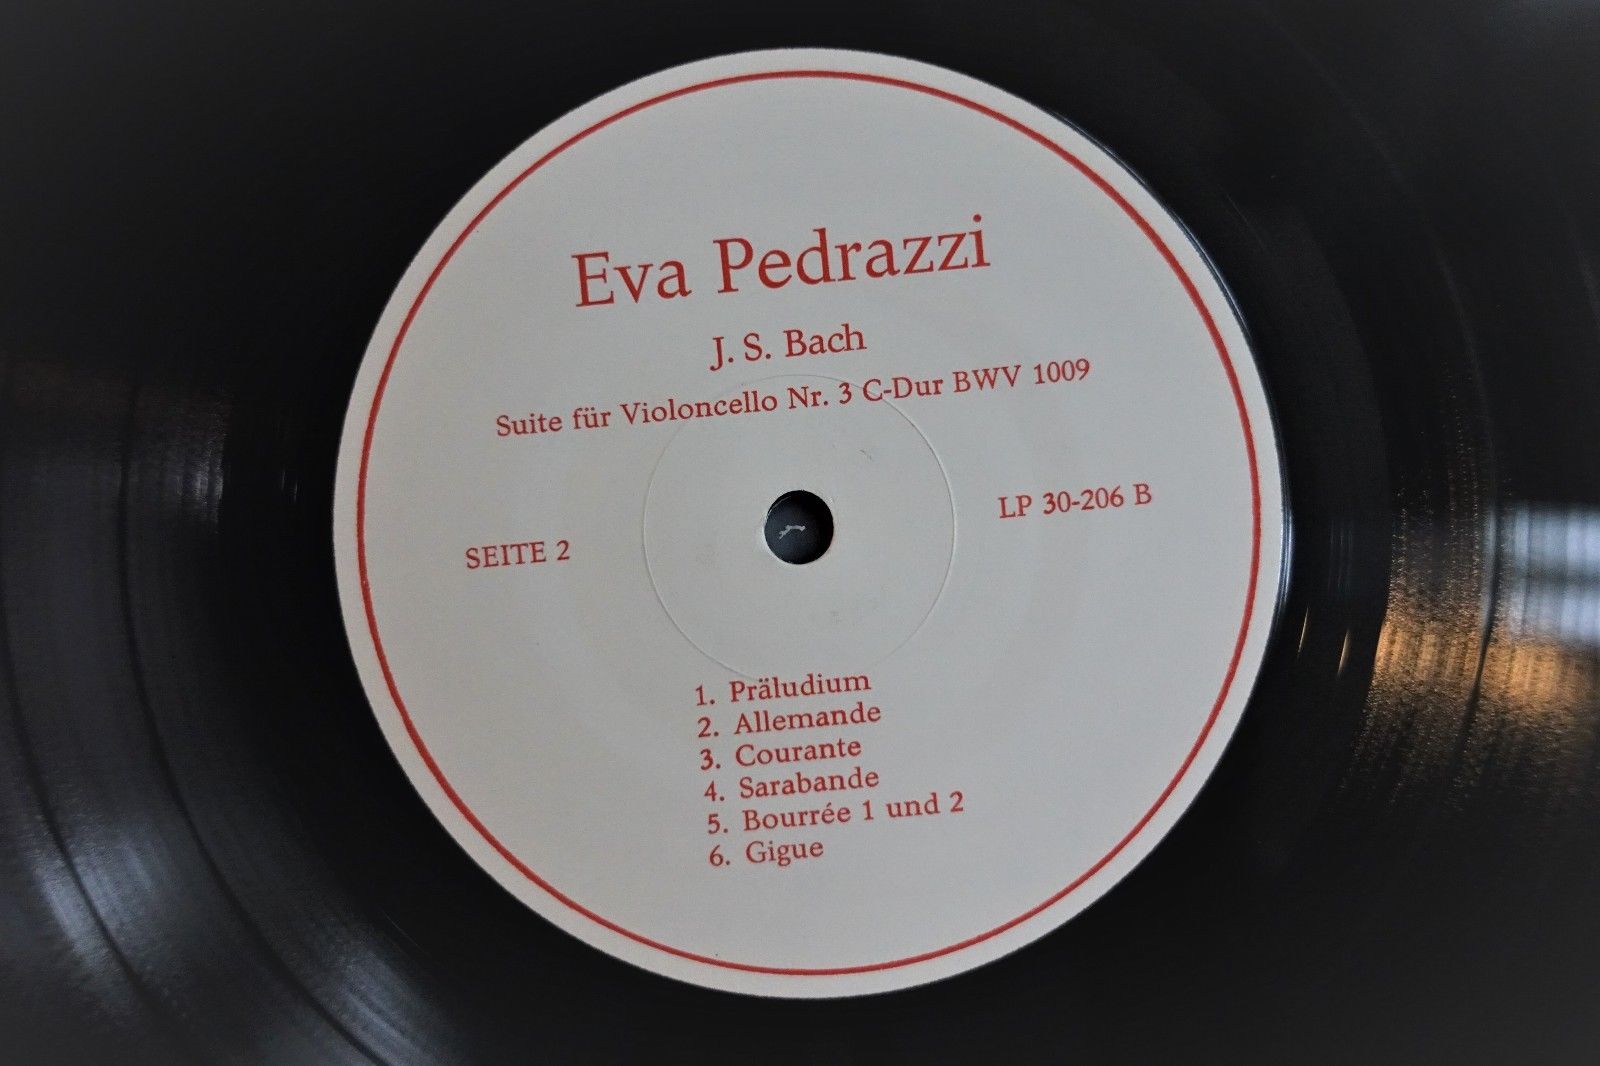 Eva Pedrazzi
J. S. Bach
Suite für Violoncello Nr. 3 C-Dur BWV 1009
SEITE 2
LP 30-206 B
1. Präludium
2. Allemande
3. Courante
4. Sarabande
5. Bourrée 1 und 2
6. Gigue